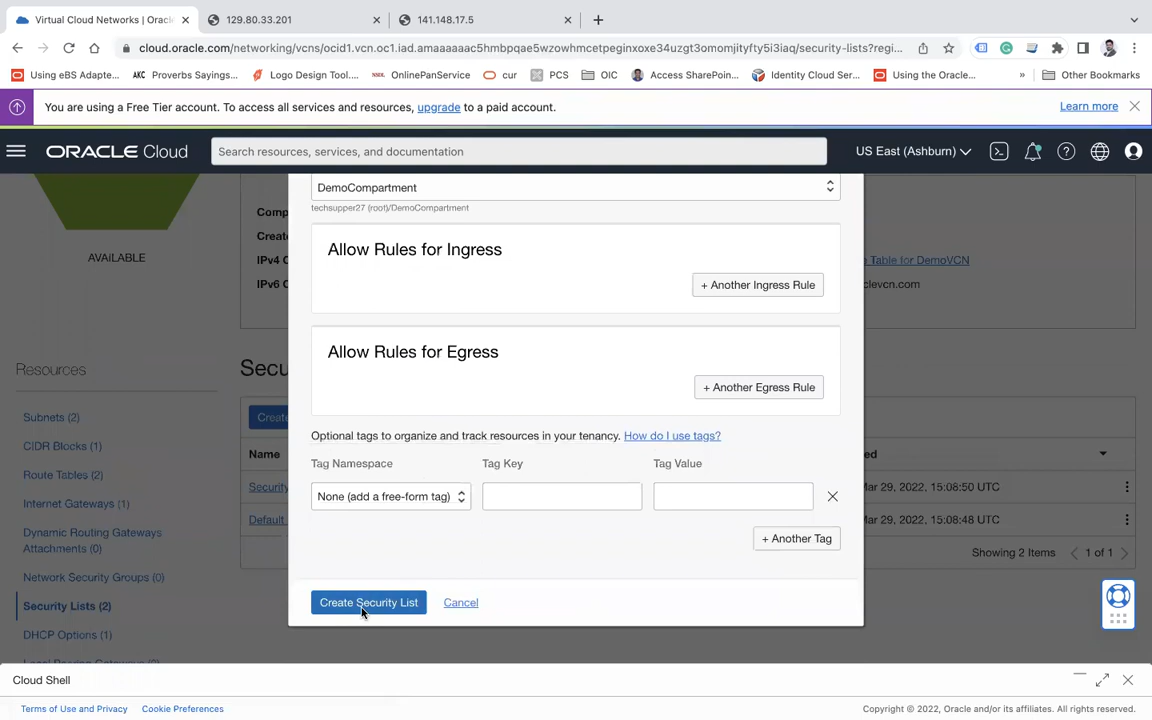 Virtual Cloud Networks | Oracle
129.80.33.201
141.148.17.5
cloud.oracle.com/networking/vcns/ocid1.vcn.oc1.iad.amaaaaaac5hmbpqae5wzowhmcetpeginxoxe34uzgt3omomjityfty5i3iaq/security-lists?regi...
Using eBS Adapte...
AKC Proverbs Sayings...
Logo Design Tool....
NSDL OnlinePanService
cur
PCS
OIC
Access SharePoin...
Identity Cloud Ser...
Using the Oracle...
»
Other Bookmarks
You are using a Free Tier account. To access all services and resources, upgrade to a paid account.
Learn more
ORACLE Cloud
Search resources, services, and documentation
US East (Ashburn)
DemoCompartment
techsupper27 (root)/DemoCompartment
AVAILABLE
Comp
Create
IPv4 C
IPv6 C
Table for DemoVCN
clevcn.com
Allow Rules for Ingress
+ Another Ingress Rule
Allow Rules for Egress
+ Another Egress Rule
Optional tags to organize and track resources in your tenancy. How do I use tags?
Tag Namespace
Tag Key
Tag Value
None (add a free-form tag)
+ Another Tag
Create Security List
Cancel
Resources
Subnets (2)
CIDR Blocks (1)
Route Tables (2)
Internet Gateways (1)
Dynamic Routing Gateways
Attachments (0)
Network Security Groups (0)
Security Lists (2)
DHCP Options (1)
Secu
Create
Name
ed
Security
Mar 29, 2022, 15:08:50 UTC
Default
Mar 29, 2022, 15:08:48 UTC
Showing 2 Items
1 of 1
Cloud Shell
Terms of Use and Privacy
Cookie Preferences
Copyright © 2022, Oracle and/or its affiliates. All rights reserved.